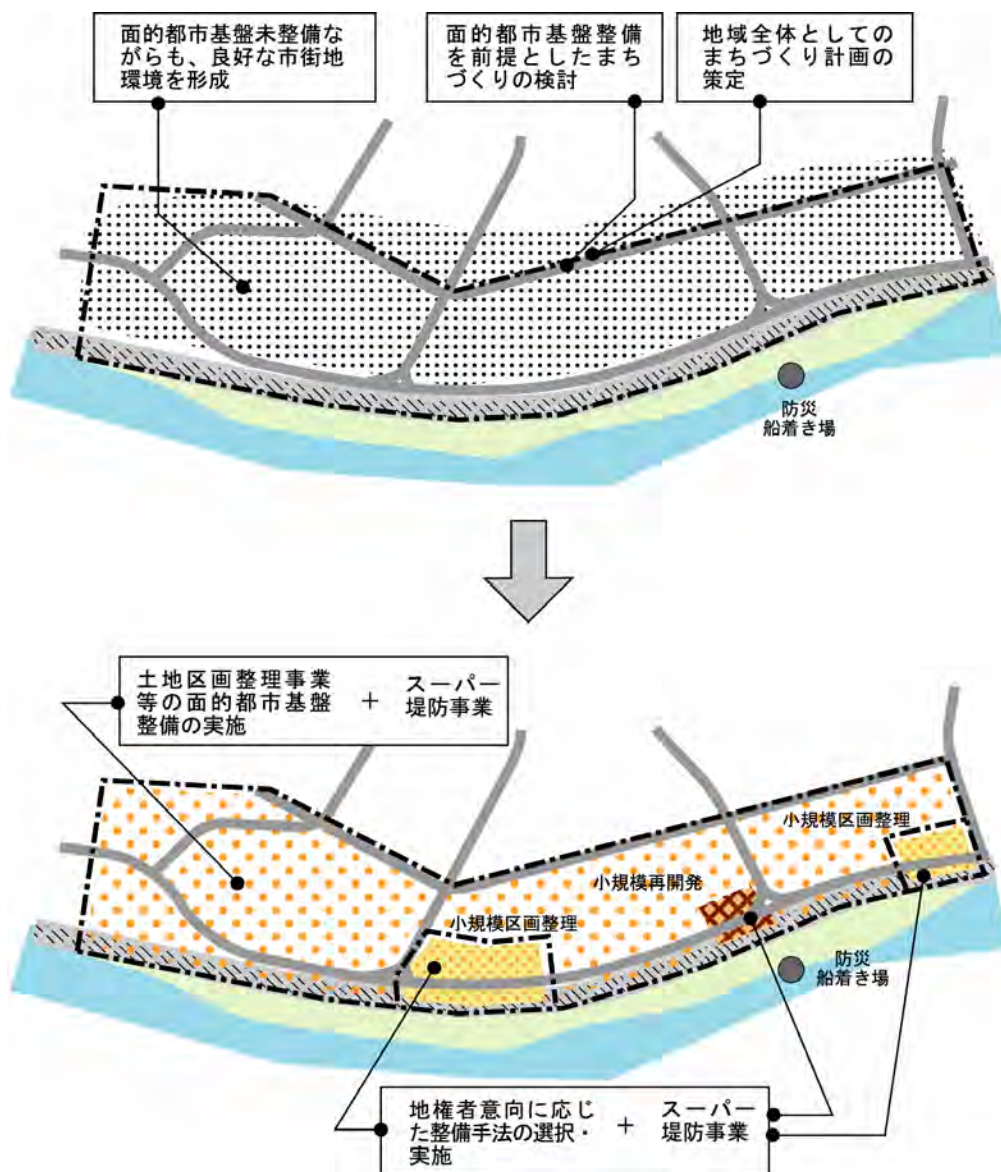 面的都市基盤未整備な
がらも、良好な市街地
環境を形成
面的都市基盤整備
を前提としたまち
づくりの検討
地域全体としての
まちづくり計画の
策定
防災
船着き場
土地区画整理事業
等の面的都市基盤
整備の実施
+
スーパー
堤防事業
小規模区画整理
小規模再開発
小規模区画整理
防災
船着き場
地権者意向に応じ
た整備手法の選択・
実施
+
スーパー
堤防事業